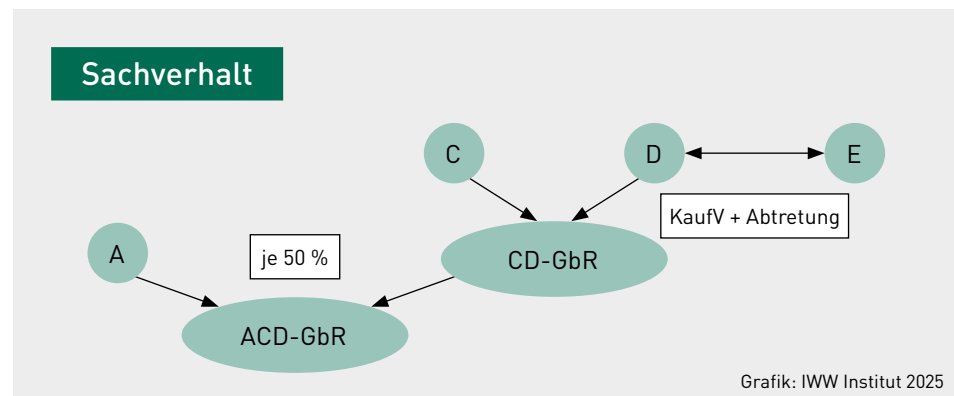 Sachverhalt
C
D
E
KaufV + Abtretung
A
je 50 %
CD-GbR
ACD-GbR
Grafik: IWW Institut 2025